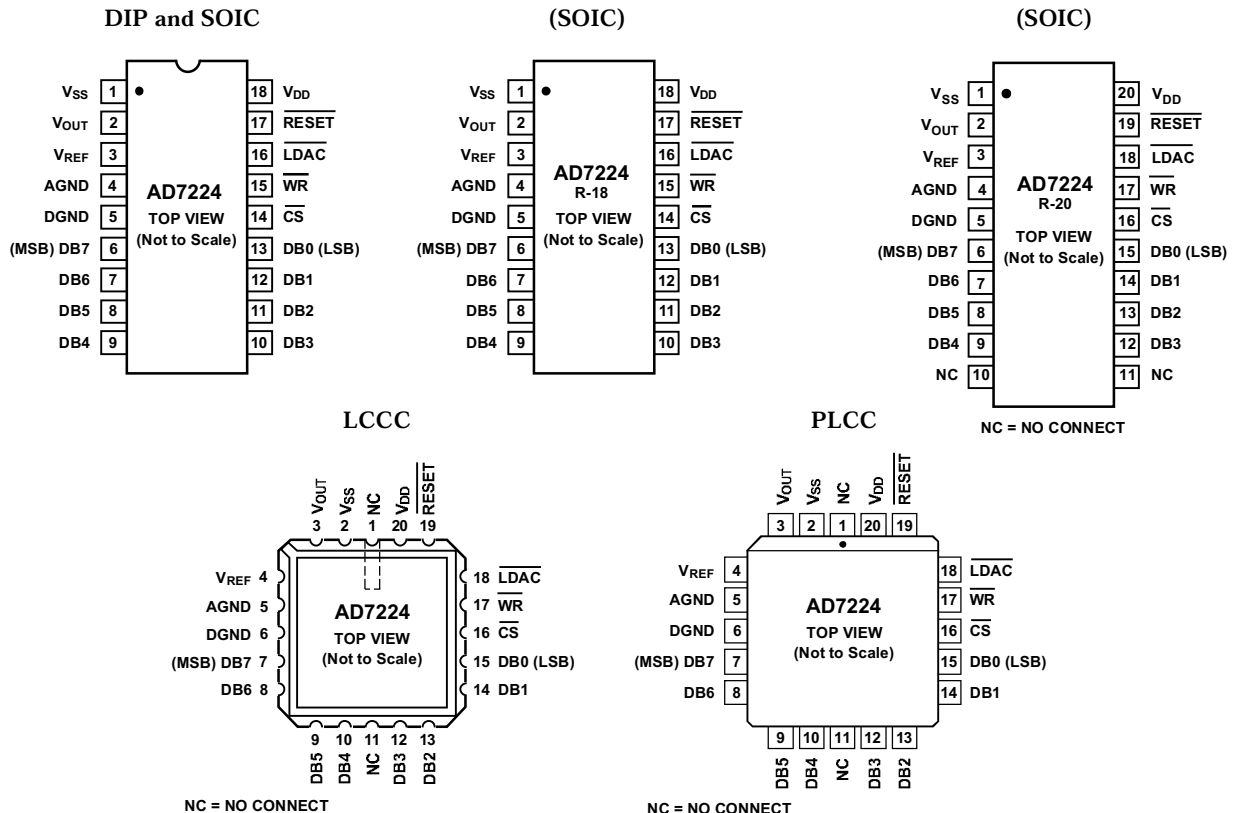 DIP and SOIC
VSS 1
VOUT 2
VREF 3
AGND 4
DGND 5
(MSB) DB7 6
DB6 7
DB5 8
DB4 9
AD7224
TOP VIEW
(Not to Scale)
18 VDD
17 RESET
16 LDAC
15 WR
14 CS
13 DB0 (LSB)
12 DB1
11 DB2
10 DB3
(SOIC)
VSS 1
VOUT 2
VREF 3
AGND 4
DGND 5
(MSB) DB7 6
DB6 7
DB5 8
DB4 9
AD7224
R-18
TOP VIEW
(Not to Scale)
18 VDD
17 RESET
16 LDAC
15 WR
14 CS
13 DB0 (LSB)
12 DB1
11 DB2
10 DB3
(SOIC)
VSS 1
VOUT 2
VREF 3
AGND 4
DGND 5
(MSB) DB7 6
DB6 7
DB5 8
DB4 9
NC 10
AD7224
R-20
TOP VIEW
(Not to Scale)
20 VDD
19 RESET
18 LDAC
17 WR
16 CS
15 DB0 (LSB)
14 DB1
13 DB2
12 DB3
11 NC
NC = NO CONNECT
LCCC
VOUT VSS NC VDD RESET
3 2 1 20 19
VREF 4
AGND 5
DGND 6
(MSB) DB7 7
DB6 8
AD7224
TOP VIEW
(Not to Scale)
18 LDAC
17 WR
16 CS
15 DB0 (LSB)
14 DB1
9 10 11 12 13
DB5 DB4 NC DB3 DB2
NC = NO CONNECT
PLCC
VOUT VSS NC VDD RESET
3 2 1 20 19
VREF 4
AGND 5
DGND 6
(MSB) DB7 7
DB6 8
AD7224
TOP VIEW
(Not to Scale)
18 LDAC
17 WR
16 CS
15 DB0 (LSB)
14 DB1
9 10 11 12 13
DB5 DB4 NC DB3 DB2
NC = NO CONNECT